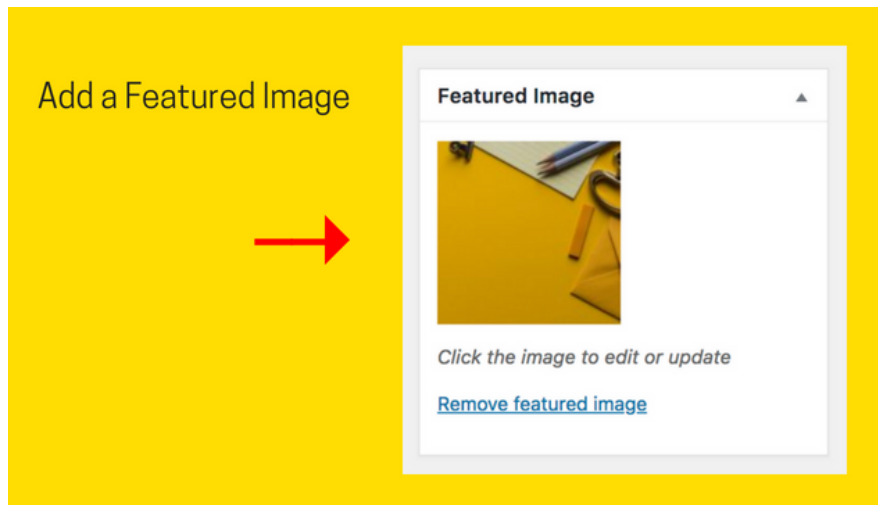 Add a Featured Image
Featured Image
Click the image to edit or update
Remove featured image